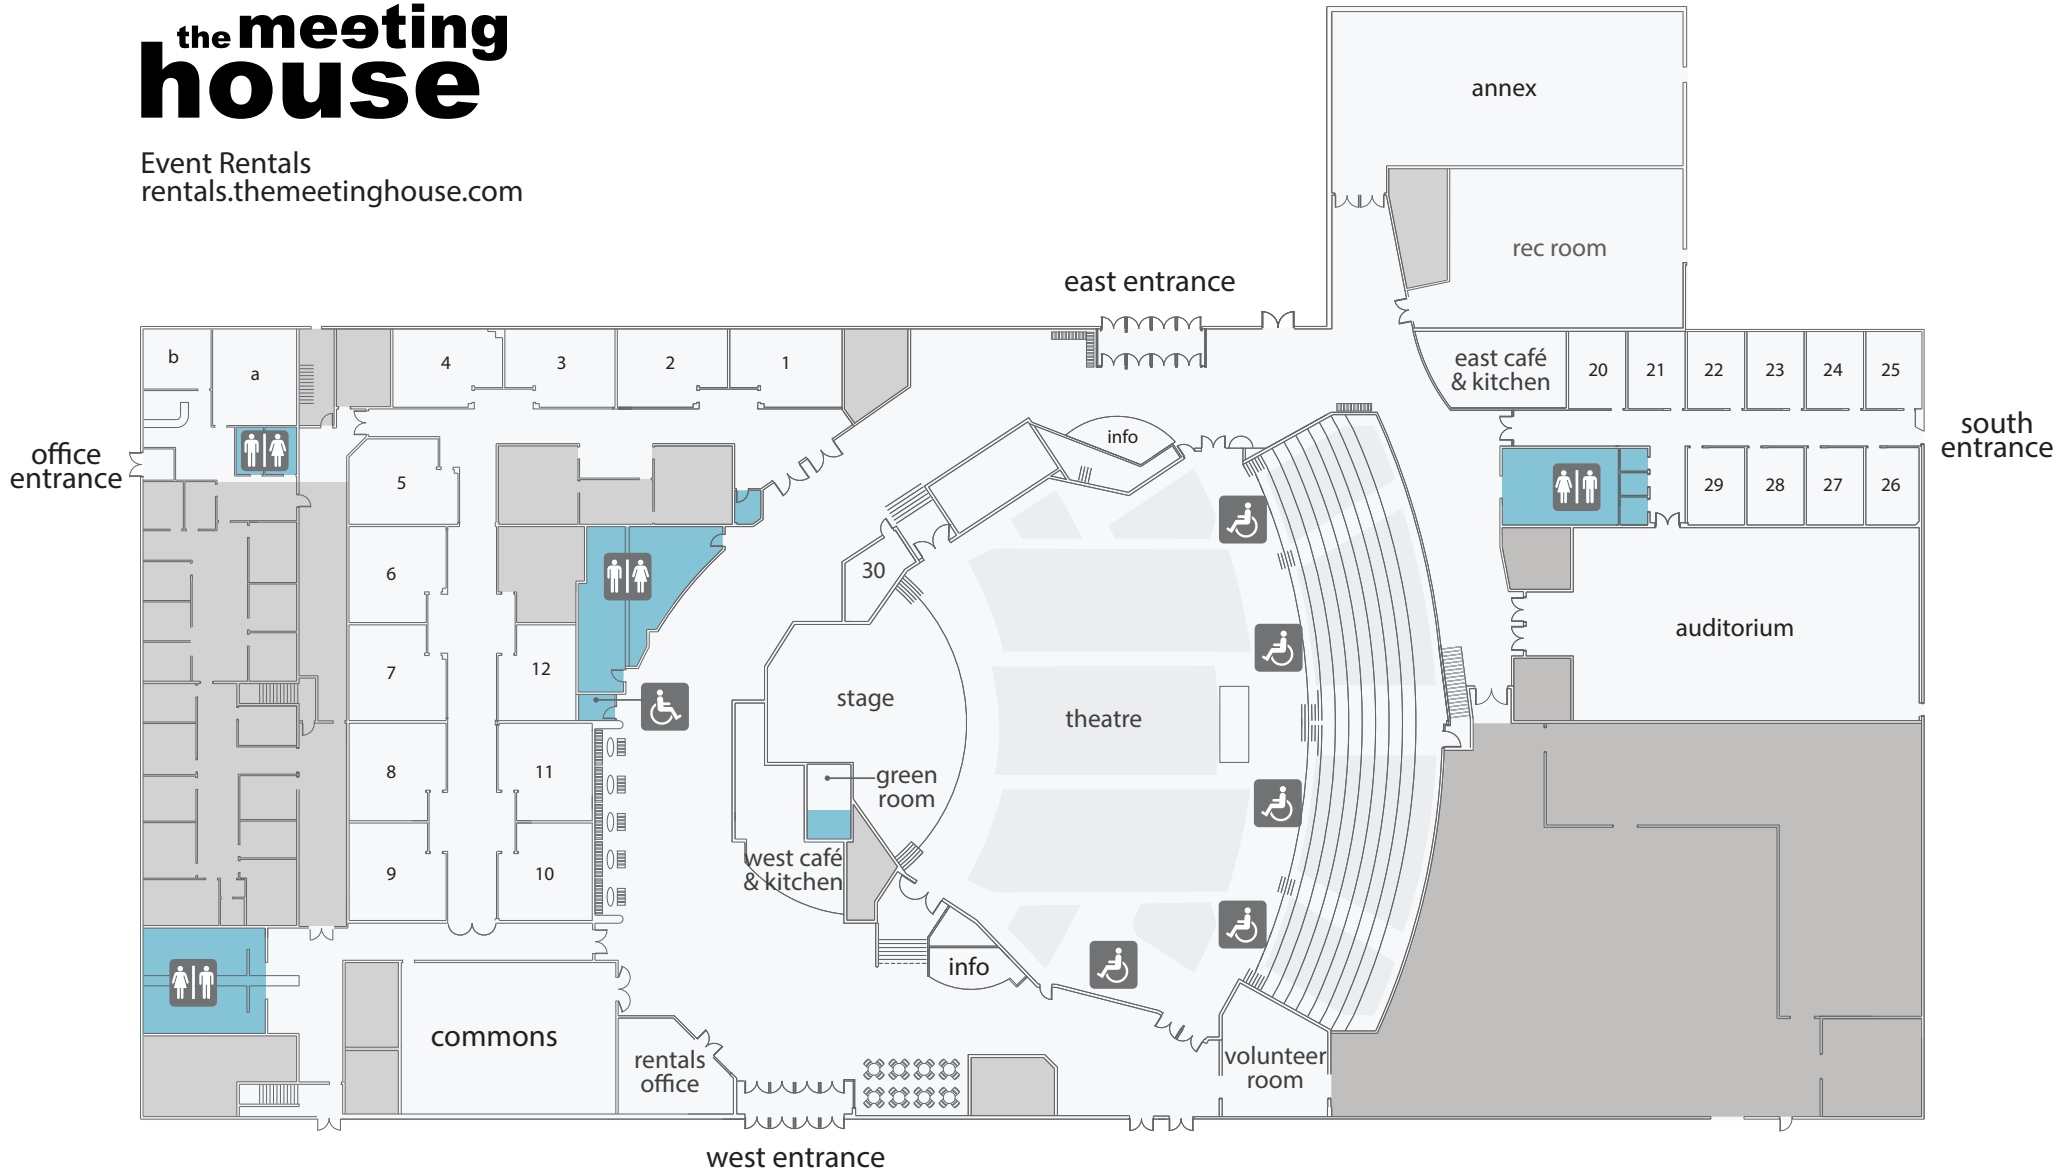 the meeting
house
Event Rentals
rentals.themeetinghouse.com
annex
rec room
east entrance
b
a
4
3
2
1
east café
& kitchen
20
21
22
23
24
25
office
entrance
info
south
entrance
5
29
28
27
26
6
30
auditorium
7
12
stage
theatre
8
11
green
room
9
10
west café
& kitchen
info
commons
rentals
office
volunteer
room
west entrance